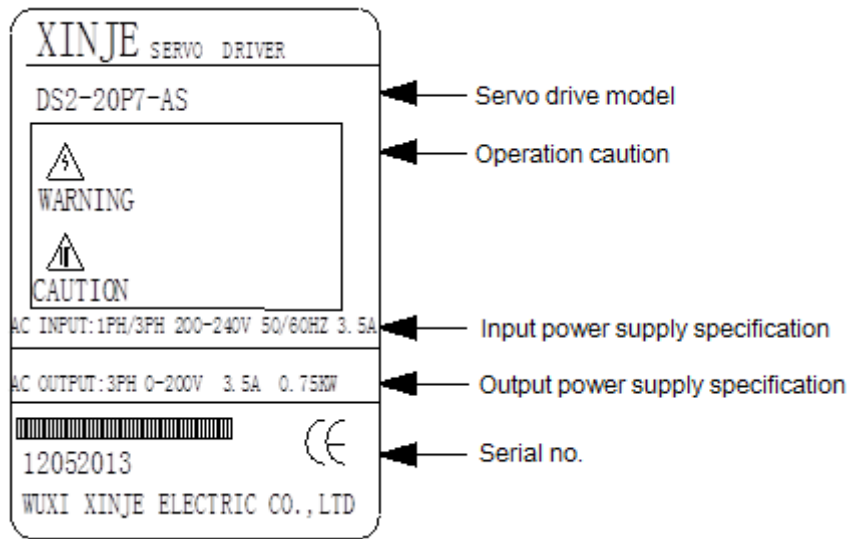 XINJE SERVO DRIVER
DS2-20P7-AS
Servo drive model
Operation caution
WARNING
CAUTION
AC INPUT:1PH/3PH 200-240V 50/60HZ 3.5A
Input power supply specification
AC OUTPUT:3PH 0-200V 3.5A 0.75KW
Output power supply specification
CE
Serial no.
12052013
WUXI XINJE ELECTRIC CO.,LTD